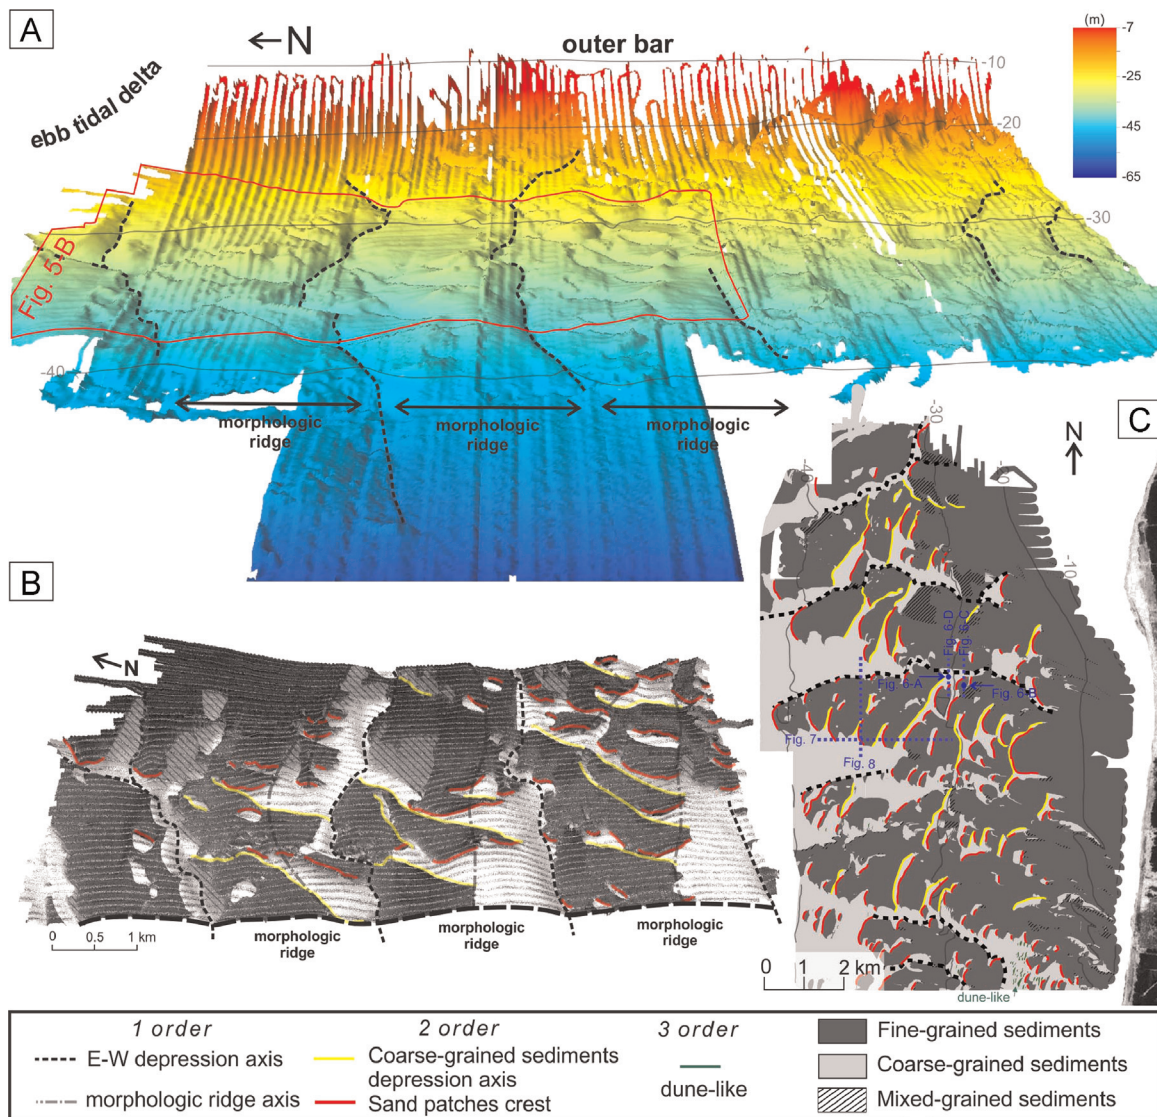 A
N
outer bar
ebb tidal delta
(m)
-7
-25
-45
-65
-10
-20
-30
-40
Fig. 5-B
morphologic
ridge
morphologic
ridge
morphologic
ridge
B
N
0 0.5 1 km
morphologic
ridge
morphologic
ridge
morphologic
ridge
C
N
-30
-40
-10
Fig. 6-D
Fig. 6-C
Fig. 6-A
Fig. 6-B
Fig. 7
Fig. 8
0 1 2 km
dune-like
1 order
E-W depression axis
morphologic ridge axis
2 order
Coarse-grained sediments
depression axis
Sand patches crest
3 order
dune-like
Fine-grained sediments
Coarse-grained sediments
Mixed-grained sediments